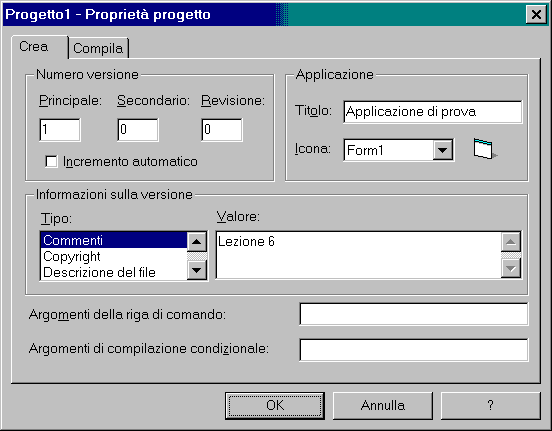 Progetto1 - Proprietà progetto
Crea Compila
Numero versione Applicazione
Principale: Secondario: Revisione:
1 0 0
Titolo: Applicazione di prova
Icona: Form1
Incremento automatico
Informazioni sulla versione
Tipo: Valore:
Commenti Lezione 6
Copyright
Descrizione del file
Argomenti della riga di comando:
Argomenti di compilazione condizionale:
OK Annulla ?